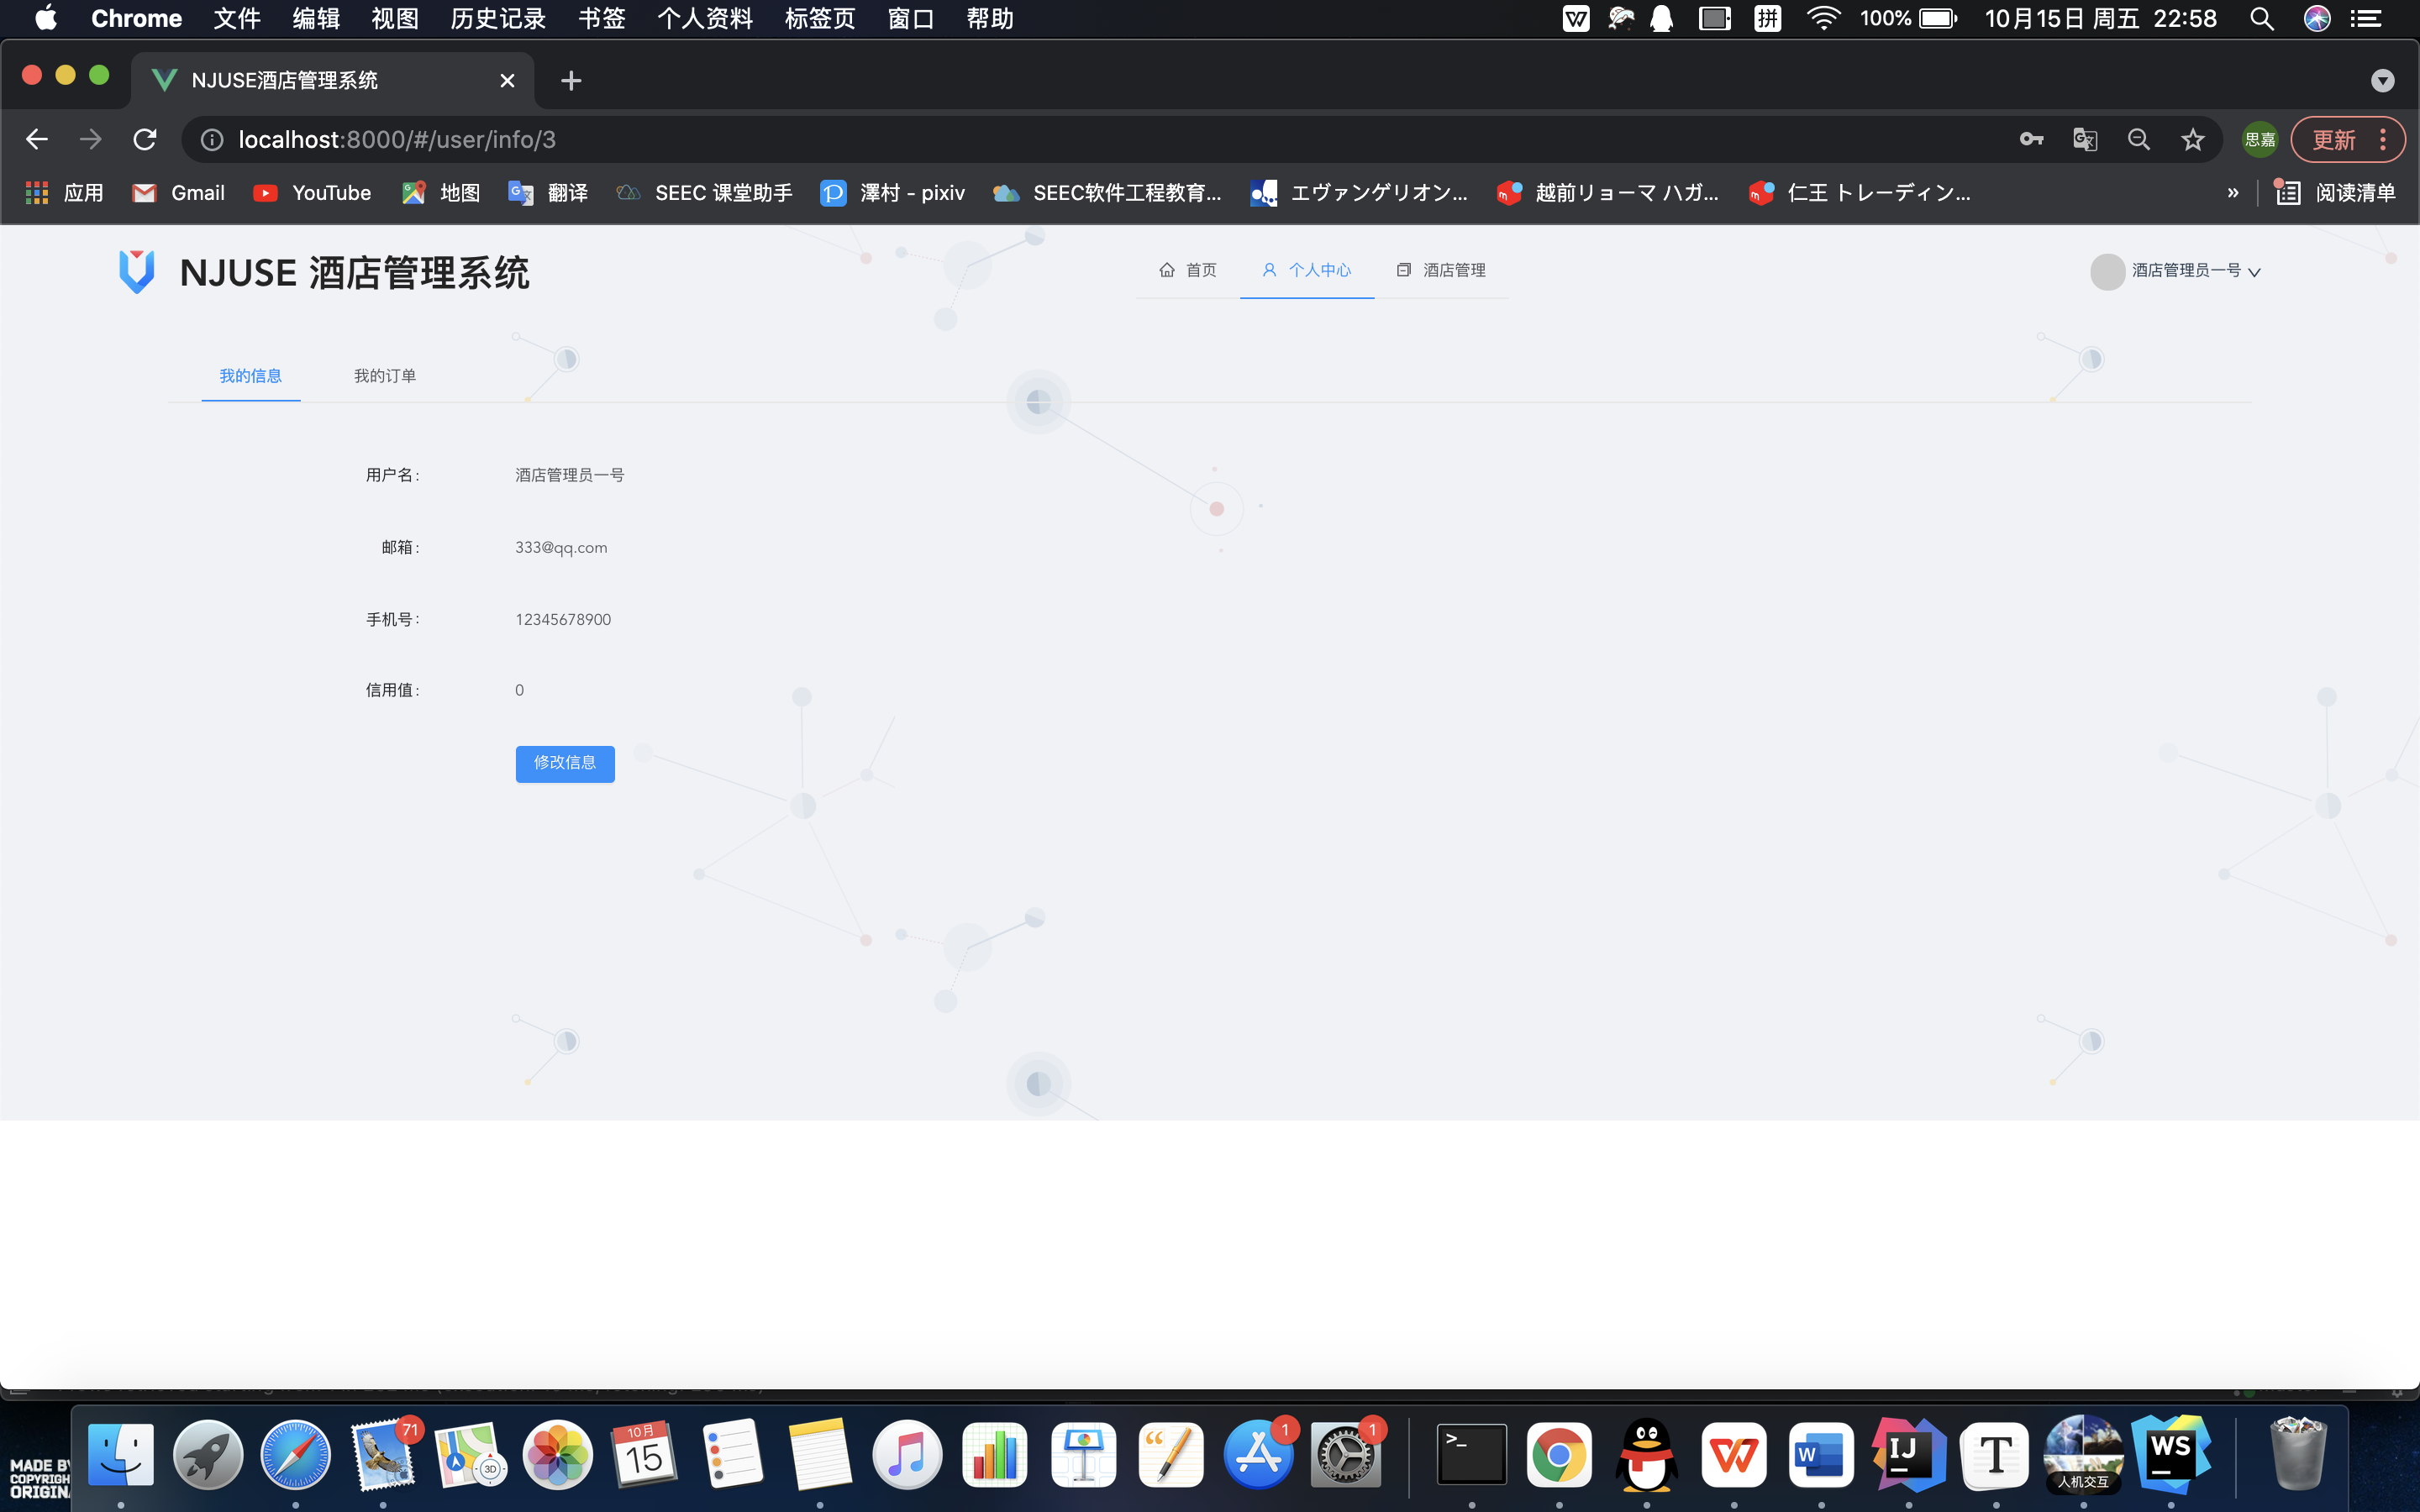 Chrome 文件 编辑 视图 历史记录 书签 个人资料 标签页 窗口 帮助 拼 100% 10月15日 周五 22:58
NJUSE酒店管理系统
localhost:8000/#/user/info/3 思嘉 更新
应用 Gmail YouTube 地图 翻译 SEEC 课堂助手 澤村 - pixiv SEEC软件工程教育... エヴァンゲリオン... 越前リョーマ ハガ... 仁王 トレーディン... » 阅读清单
NJUSE 酒店管理系统 首页 个人中心 酒店管理 酒店管理员一号
我的信息 我的订单
用户名: 酒店管理员一号
邮箱: 333@qq.com
手机号: 12345678900
信用值: 0
修改信息
71 10月 15 3D 1 1 >_ W IJ T 人机交互 WS
MADE BY
COPYRIGH
ORIGINA